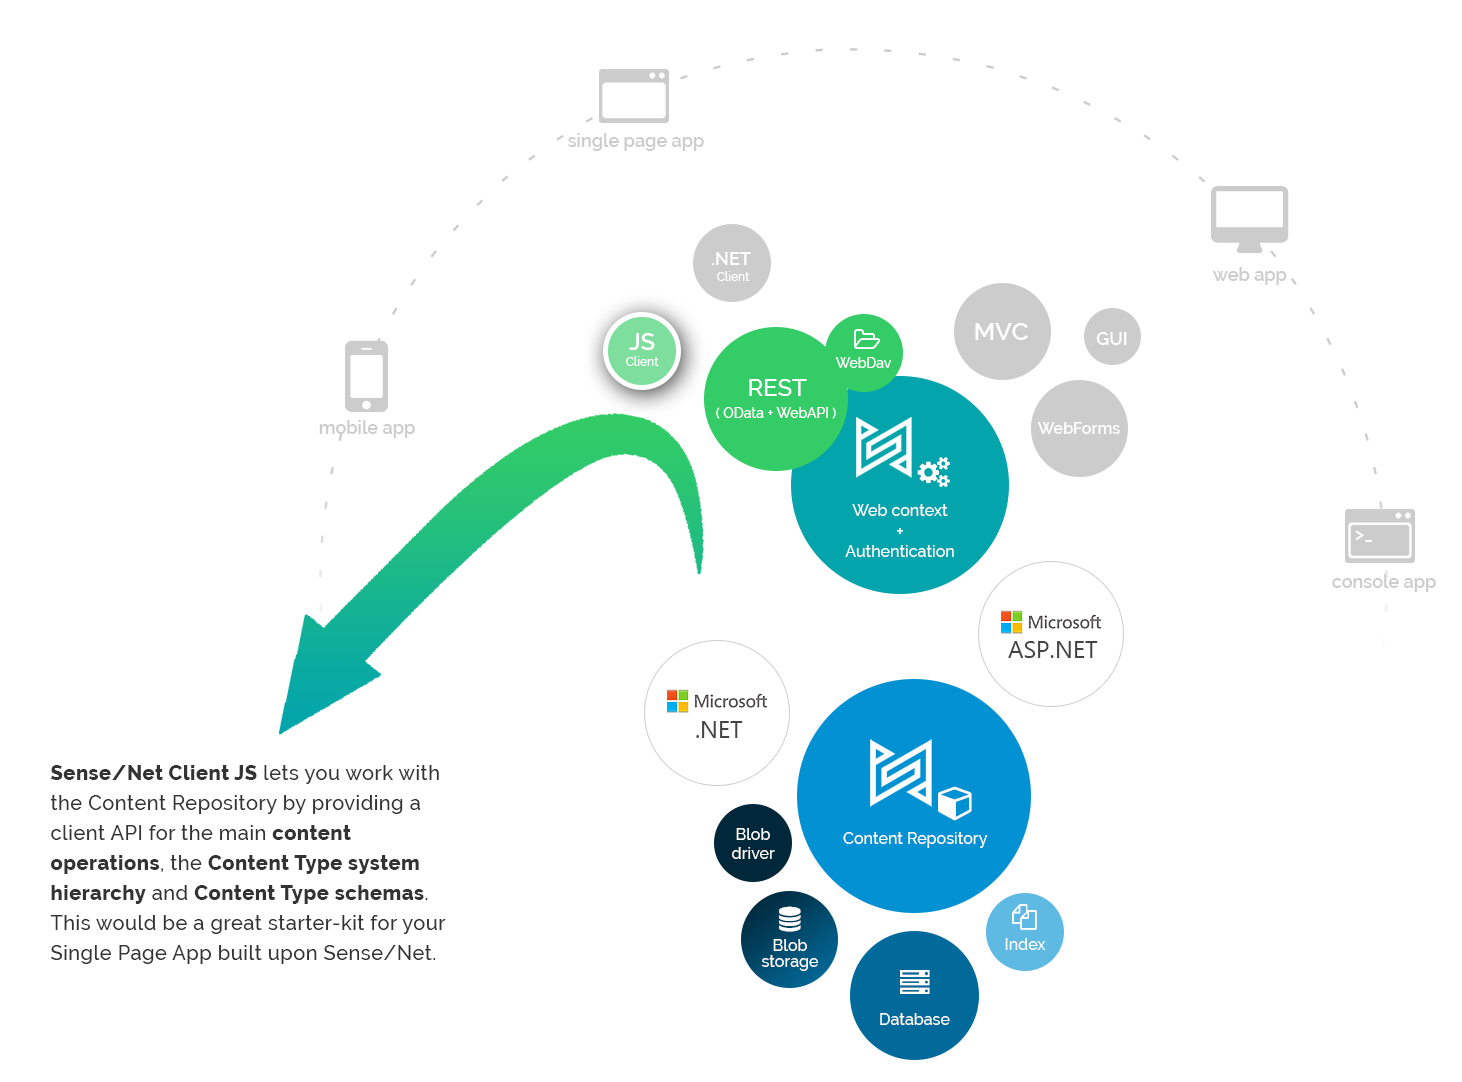 single page app
web app
.NET
Client
JS
Client
WebDav
MVC
GUI
mobile app
REST
( OData + WebAPI )
WebForms
Web context
+
Authentication
>_
console app
Microsoft
ASP.NET
Microsoft
.NET
Sense/Net Client JS lets you work with
the Content Repository by providing a
client API for the main content
operations, the Content Type system
hierarchy and Content Type schemas.
This would be a great starter-kit for your
Single Page App built upon Sense/Net.
Content Repository
Blob
driver
Blob
storage
Index
Database